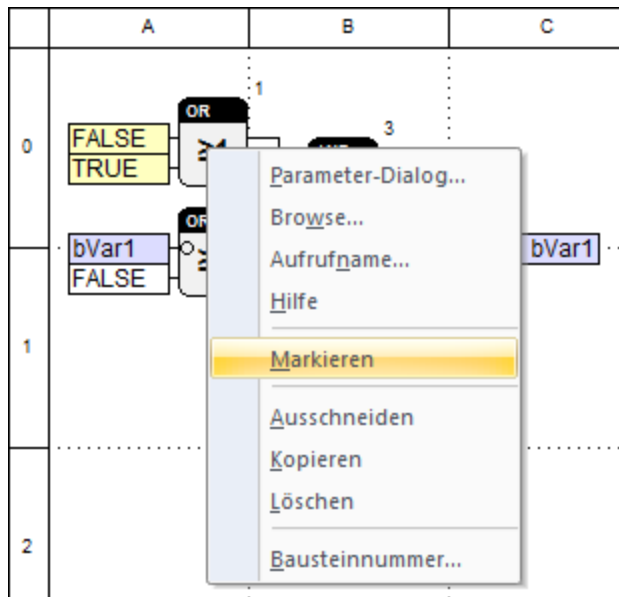 A B C
0
1
OR
FALSE
TRUE
≥1
3
Parameter-Dialog...
Browse...
Aufrufname...
Hilfe
OR
bVar1
FALSE
bVar1
1
Markieren
Ausschneiden
Kopieren
Löschen
2
Bausteinnummer...